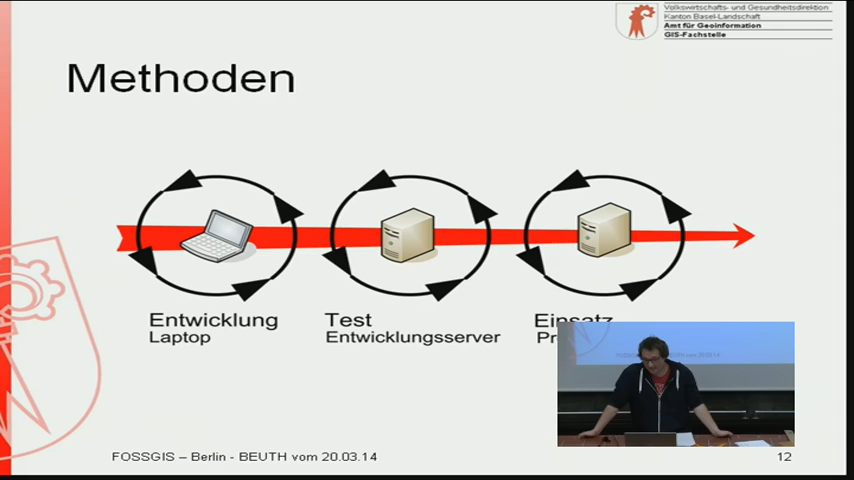 Volkswirtschafts- und Gesundheitsdirektion
Kanton Basel-Landschaft
Amt für Geoinformation
GIS-Fachstelle
Methoden
Entwicklung
Laptop
Test
Entwicklungsserver
Einsatz
FOSSGIS – Berlin - BEUTH vom 20.03.14
12